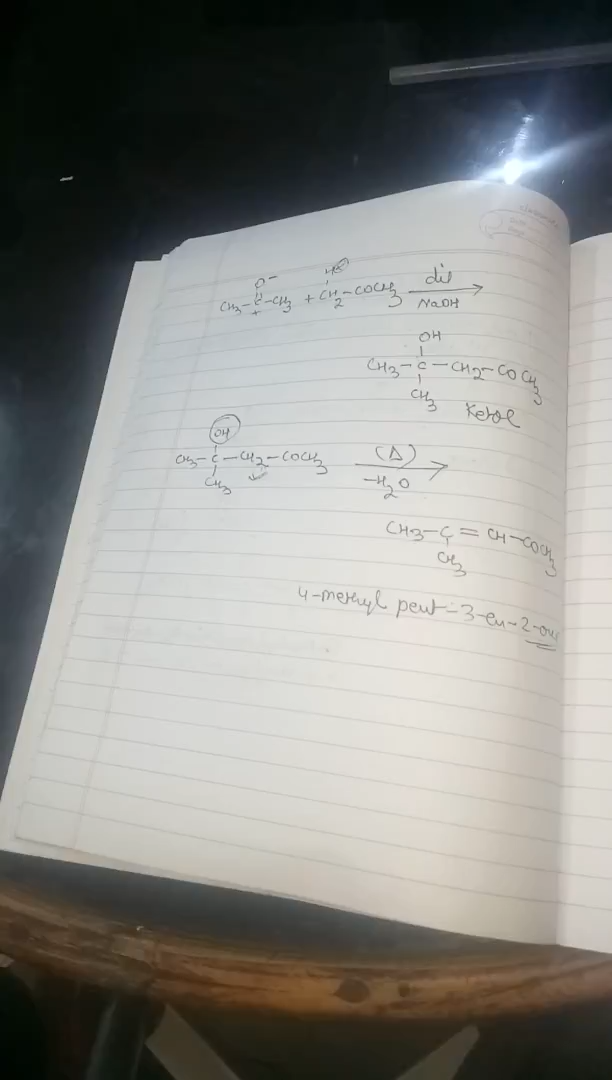 O⁻ H⊕ dil
CH₃-C-CH₃ + CH₂-COCH₃ NaOH
+
OH
CH₃-C-CH₂-COCH₃
CH₃ Ketol
OH
CH₃-C-CH₂-COCH₃ (Δ)
CH₃ -H₂O
CH₃-C=CH-COCH₃
CH₃
4-methyl pent-3-en-2-one